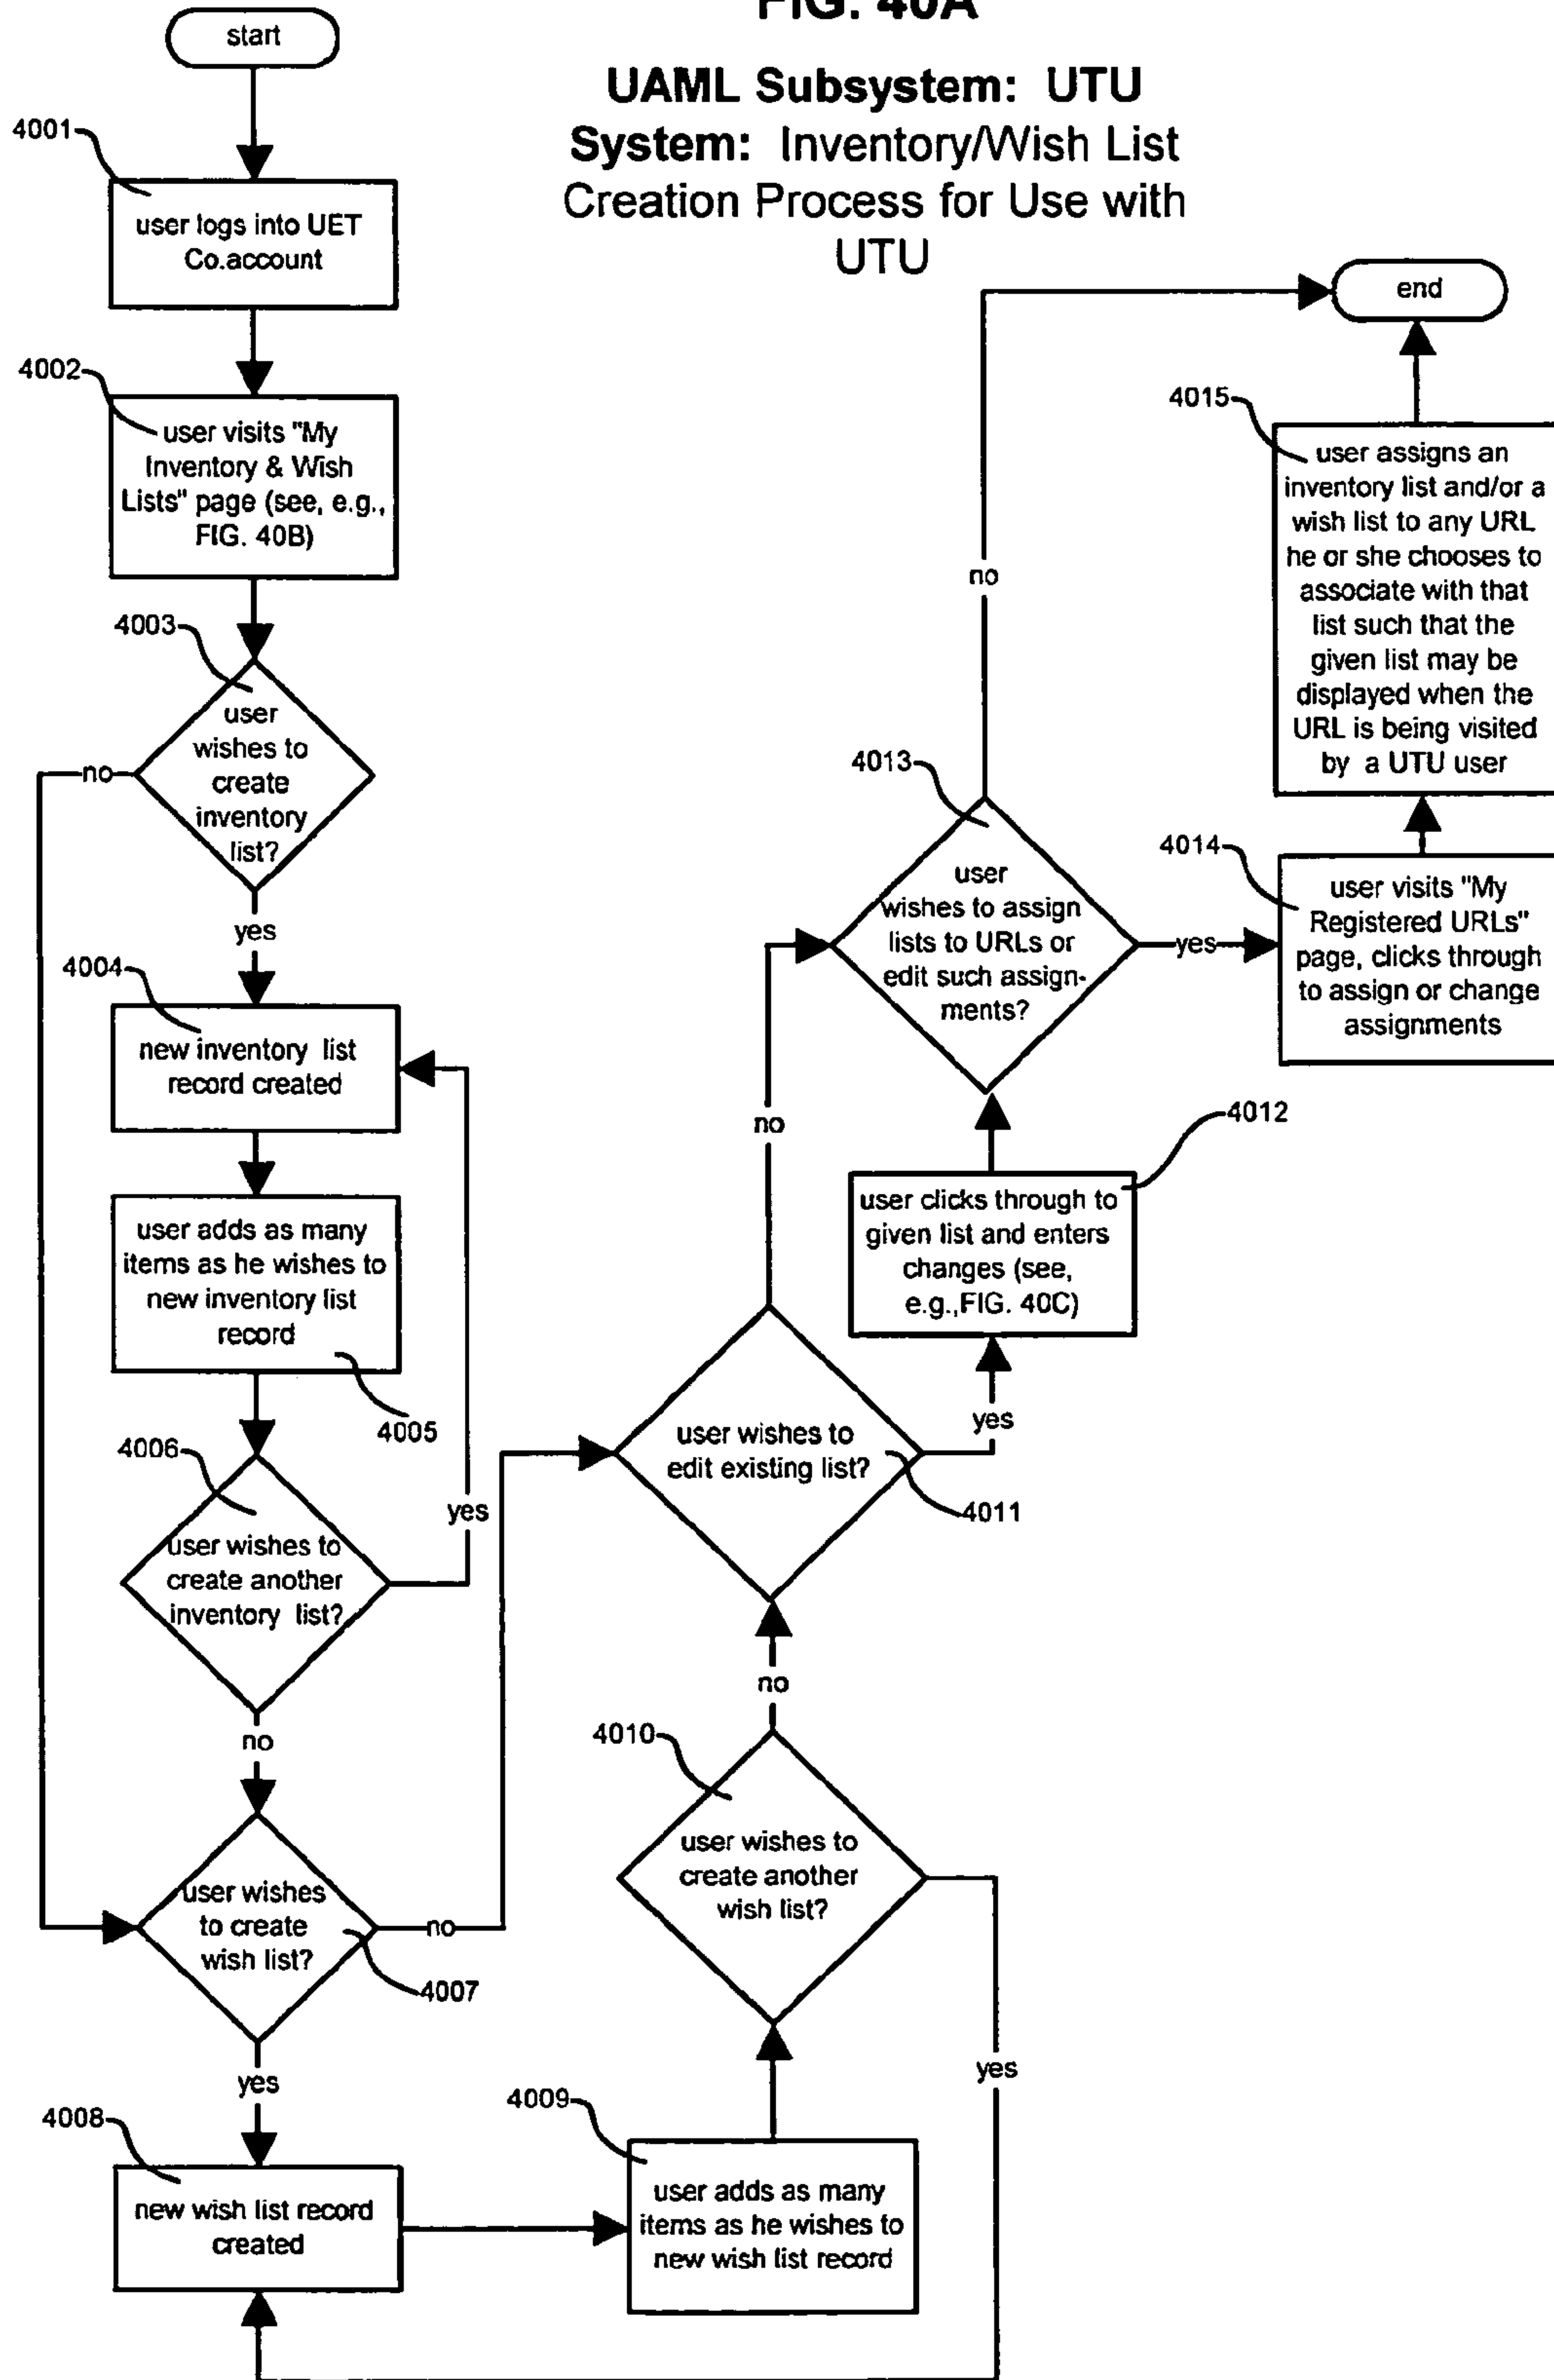 FIG. 40A
UAML Subsystem: UTU
System: Inventory/Wish List
Creation Process for Use with
UTU
start
4001
user logs into UET
Co.account
4002
user visits "My
Inventory & Wish
Lists" page (see, e.g.,
FIG. 40B)
4003
user
wishes to
create
inventory
list?
no
yes
4004
new inventory list
record created
user adds as many
items as he wishes to
new inventory list
record
4005
4006
user wishes to
create another
inventory list?
yes
no
user wishes
to create
wish list?
no
4007
yes
4008
new wish list record
created
4009
user adds as many
items as he wishes to
new wish list record
4010
user wishes to
create another
wish list?
yes
no
user wishes to
edit existing list?
4011
yes
no
4012
user clicks through to
given list and enters
changes (see,
e.g.,FIG. 40C)
4013
user
wishes to assign
lists to URLs or
edit such assign-
ments?
no
yes
4014
user visits "My
Registered URLs"
page, clicks through
to assign or change
assignments
4015
user assigns an
inventory list and/or a
wish list to any URL
he or she chooses to
associate with that
list such that the
given list may be
displayed when the
URL is being visited
by a UTU user
end